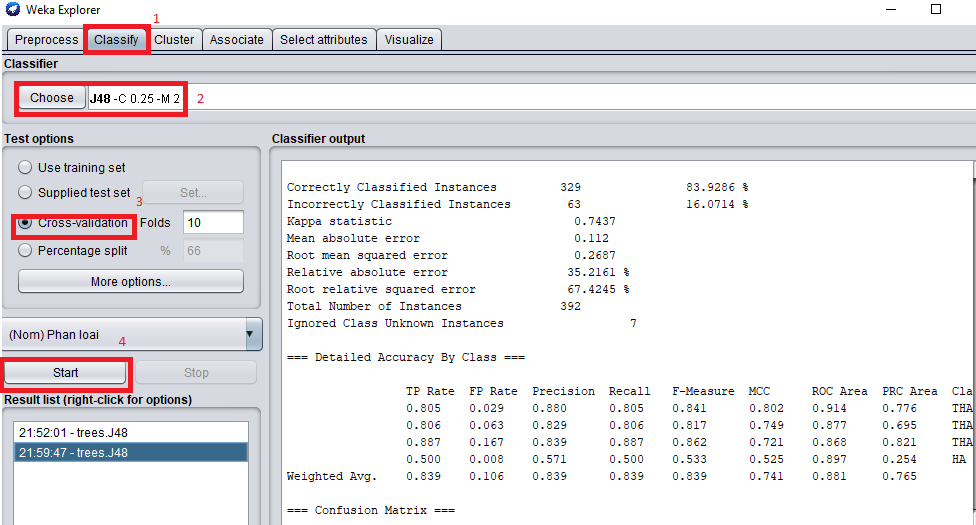 Weka Explorer
1
Preprocess Classify Cluster Associate Select attributes Visualize
Classifier
Choose J48 -C 0.25 -M 2 2
Test options
Use training set
Supplied test set Set...
3
Cross-validation Folds 10
Percentage split % 66
More options...
(Nom) Phan loai
4
Start Stop
Result list (right-click for options)
21:52:01 - trees.J48
21:59:47 - trees.J48
Classifier output
Correctly Classified Instances 329 83.9286 %
Incorrectly Classified Instances 63 16.0714 %
Kappa statistic 0.7437
Mean absolute error 0.112
Root mean squared error 0.2687
Relative absolute error 35.2161 %
Root relative squared error 67.4245 %
Total Number of Instances 392
Ignored Class Unknown Instances 7
=== Detailed Accuracy By Class ===
TP Rate FP Rate Precision Recall F-Measure MCC ROC Area PRC Area Cla
0.805 0.029 0.880 0.805 0.841 0.802 0.914 0.776 THA
0.806 0.063 0.829 0.806 0.817 0.749 0.877 0.695 THA
0.887 0.167 0.839 0.887 0.862 0.721 0.868 0.821 THA
0.500 0.008 0.571 0.500 0.533 0.525 0.897 0.254 HA
Weighted Avg. 0.839 0.106 0.839 0.839 0.839 0.741 0.881 0.765
=== Confusion Matrix ===